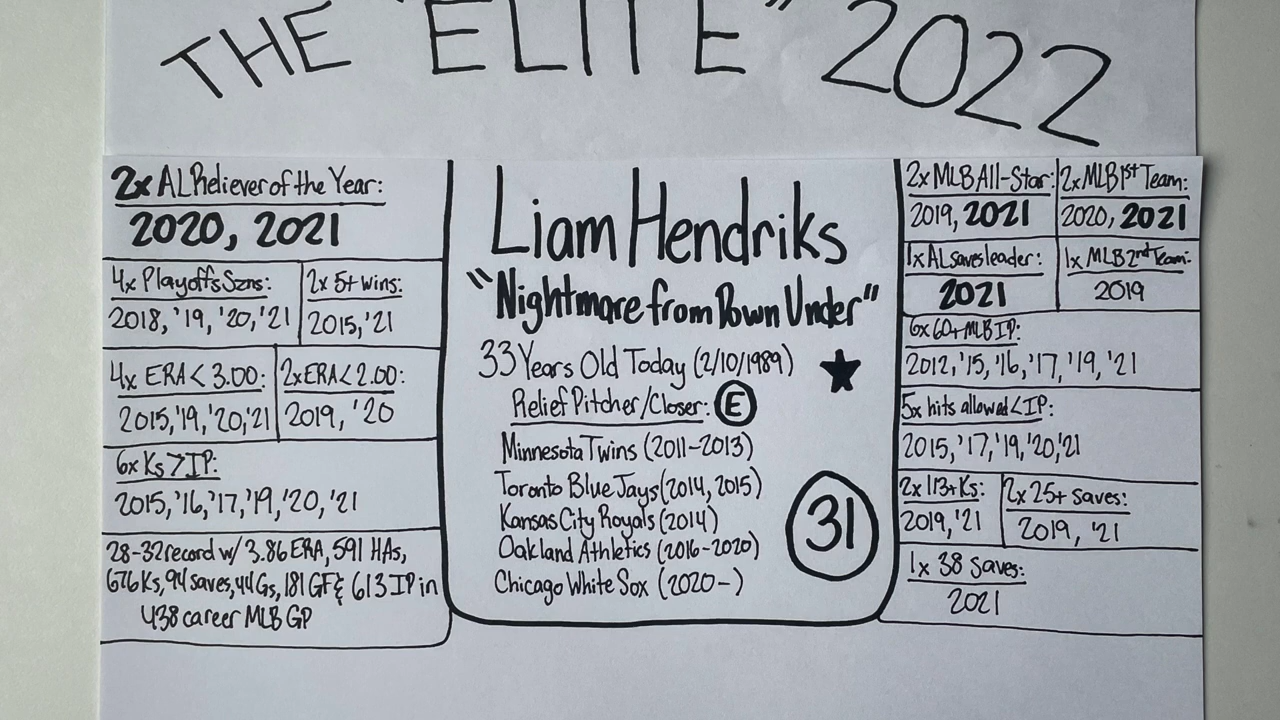 THE "ELITE" 2022
2x AL Reliever of the Year:
2020, 2021
4x Playoffs Szns:
2018, '19, '20, '21
2x 5+ wins:
2015, '21
4x ERA < 3.00:
2015, '19, '20, '21
2x ERA < 2.00:
2019, '20
6x Ks > IP:
2015, '16, '17, '19, '20, '21
28-32 record w/ 3.86 ERA, 591 HAs,
676 Ks, 94 saves, 44 Gs, 181 GF & 613 IP in
438 career MLB GP
Liam Hendriks
"Nightmare from Down Under"
33 Years Old Today (2/10/1989)
Relief Pitcher/Closer: E
Minnesota Twins (2011-2013)
Toronto Blue Jays (2014, 2015)
Kansas City Royals (2014)
Oakland Athletics (2016-2020)
Chicago White Sox (2020-)
31
2x MLB All-Star:
2019, 2021
2x MLB 1st Team:
2020, 2021
1x AL saves leader:
2021
1x MLB 2nd Team:
2019
6x 60+ MLB IP:
2012, '15, '16, '17, '19, '21
5x hits allowed < IP:
2015, '17, '19, '20, '21
2x 113+ Ks:
2019, '21
2x 25+ saves:
2019, '21
1x 38 saves:
2021